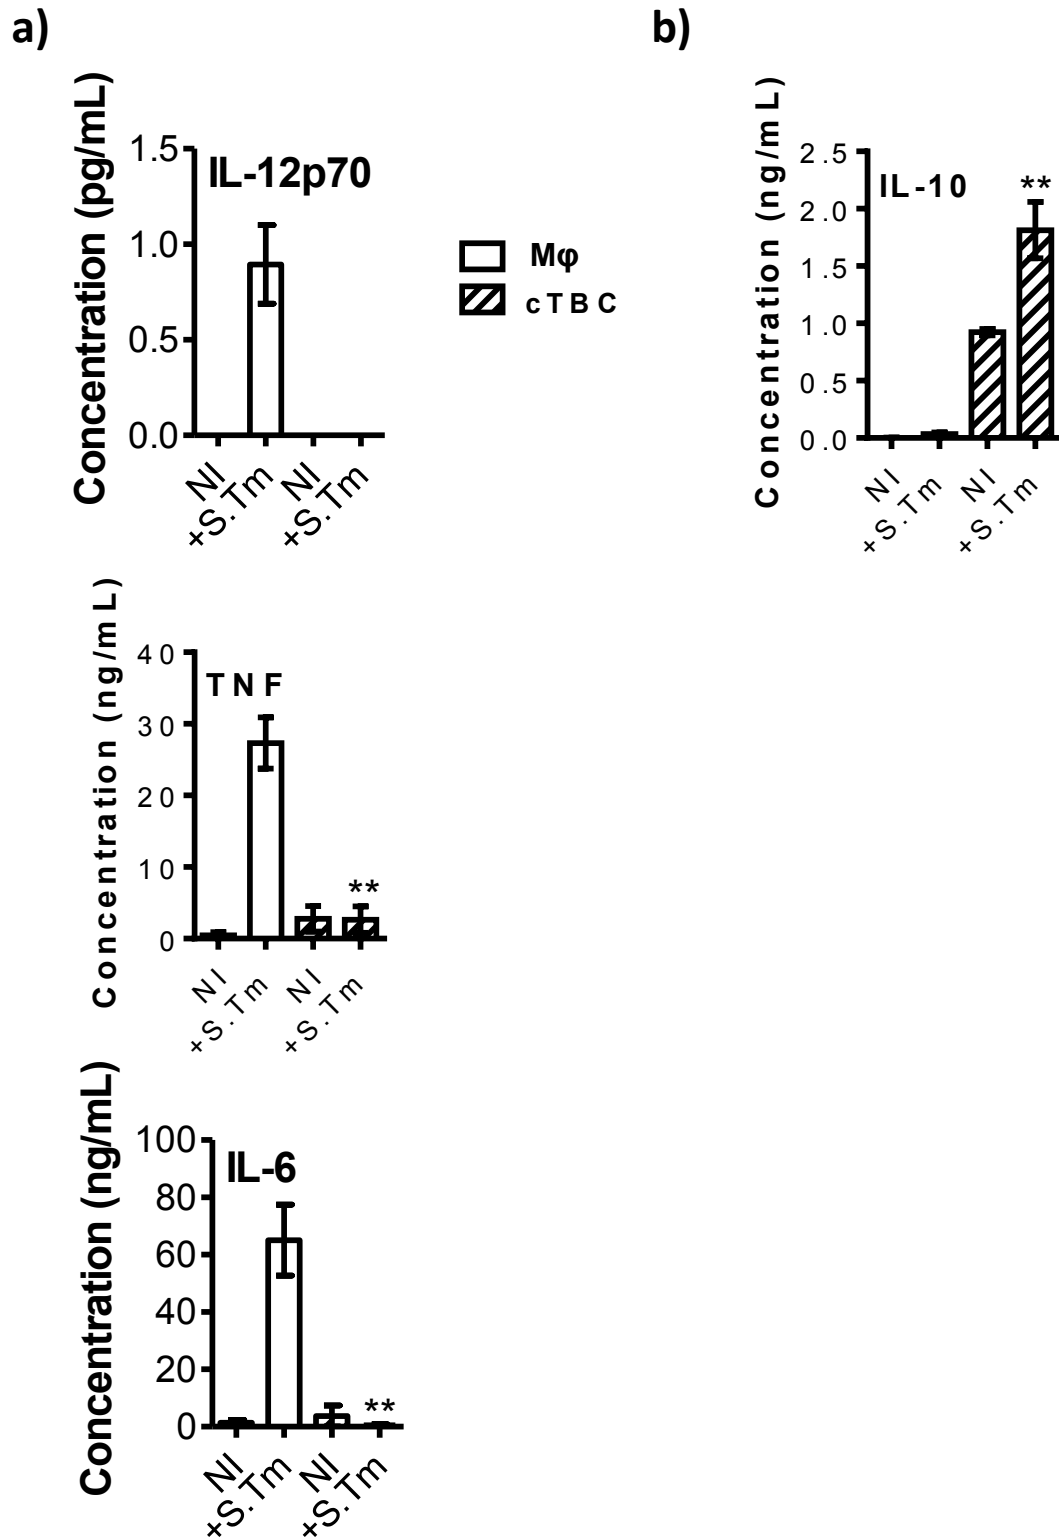 a)
Concentration (pg/mL)
1.5
1.0
0.5
0.0
IL-12p70
NI
+S.Tm
NI
+S.Tm
Mφ
cTBC
b)
Concentration (ng/mL)
2.5
2.0
1.5
1.0
0.5
0.0
IL-10
**
NI
+S.Tm
NI
+S.Tm
Concentration (ng/mL)
40
30
20
10
0
TNF
**
NI
+S.Tm
NI
+S.Tm
Concentration (ng/mL)
100
80
60
40
20
0
IL-6
**
NI
+S.Tm
NI
+S.Tm